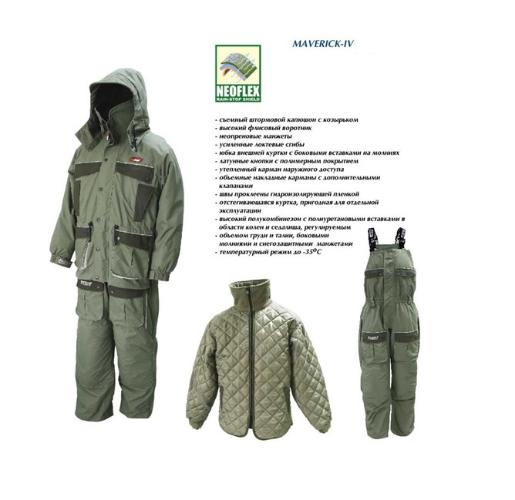 MAVERICK-IV
NEOFLEX
RAIN-STOP SHIELD
- съемный штормовой капюшон с козырьком
- высокий флисовый воротник
- неопреновые манжеты
- усиленные локтевые сгибы
- юбка внешней куртки с боковыми вставками на молниях
- латунные кнопки с полимерным покрытием
- утепленный карман наружного доступа
- объемные накладные карманы с дополнительными
клапанами
- швы проклеены гидроизолирующей пленкой
- отстегивающаяся куртка, пригодная для отдельной
эксплуатации
- высокий полукомбинезон с полиуретановыми вставками в
области колен и седалища, регулируемым
- объемом груди и талии, боковыми
молниями и снегозащитными манжетами
- температурный режим до -35°С